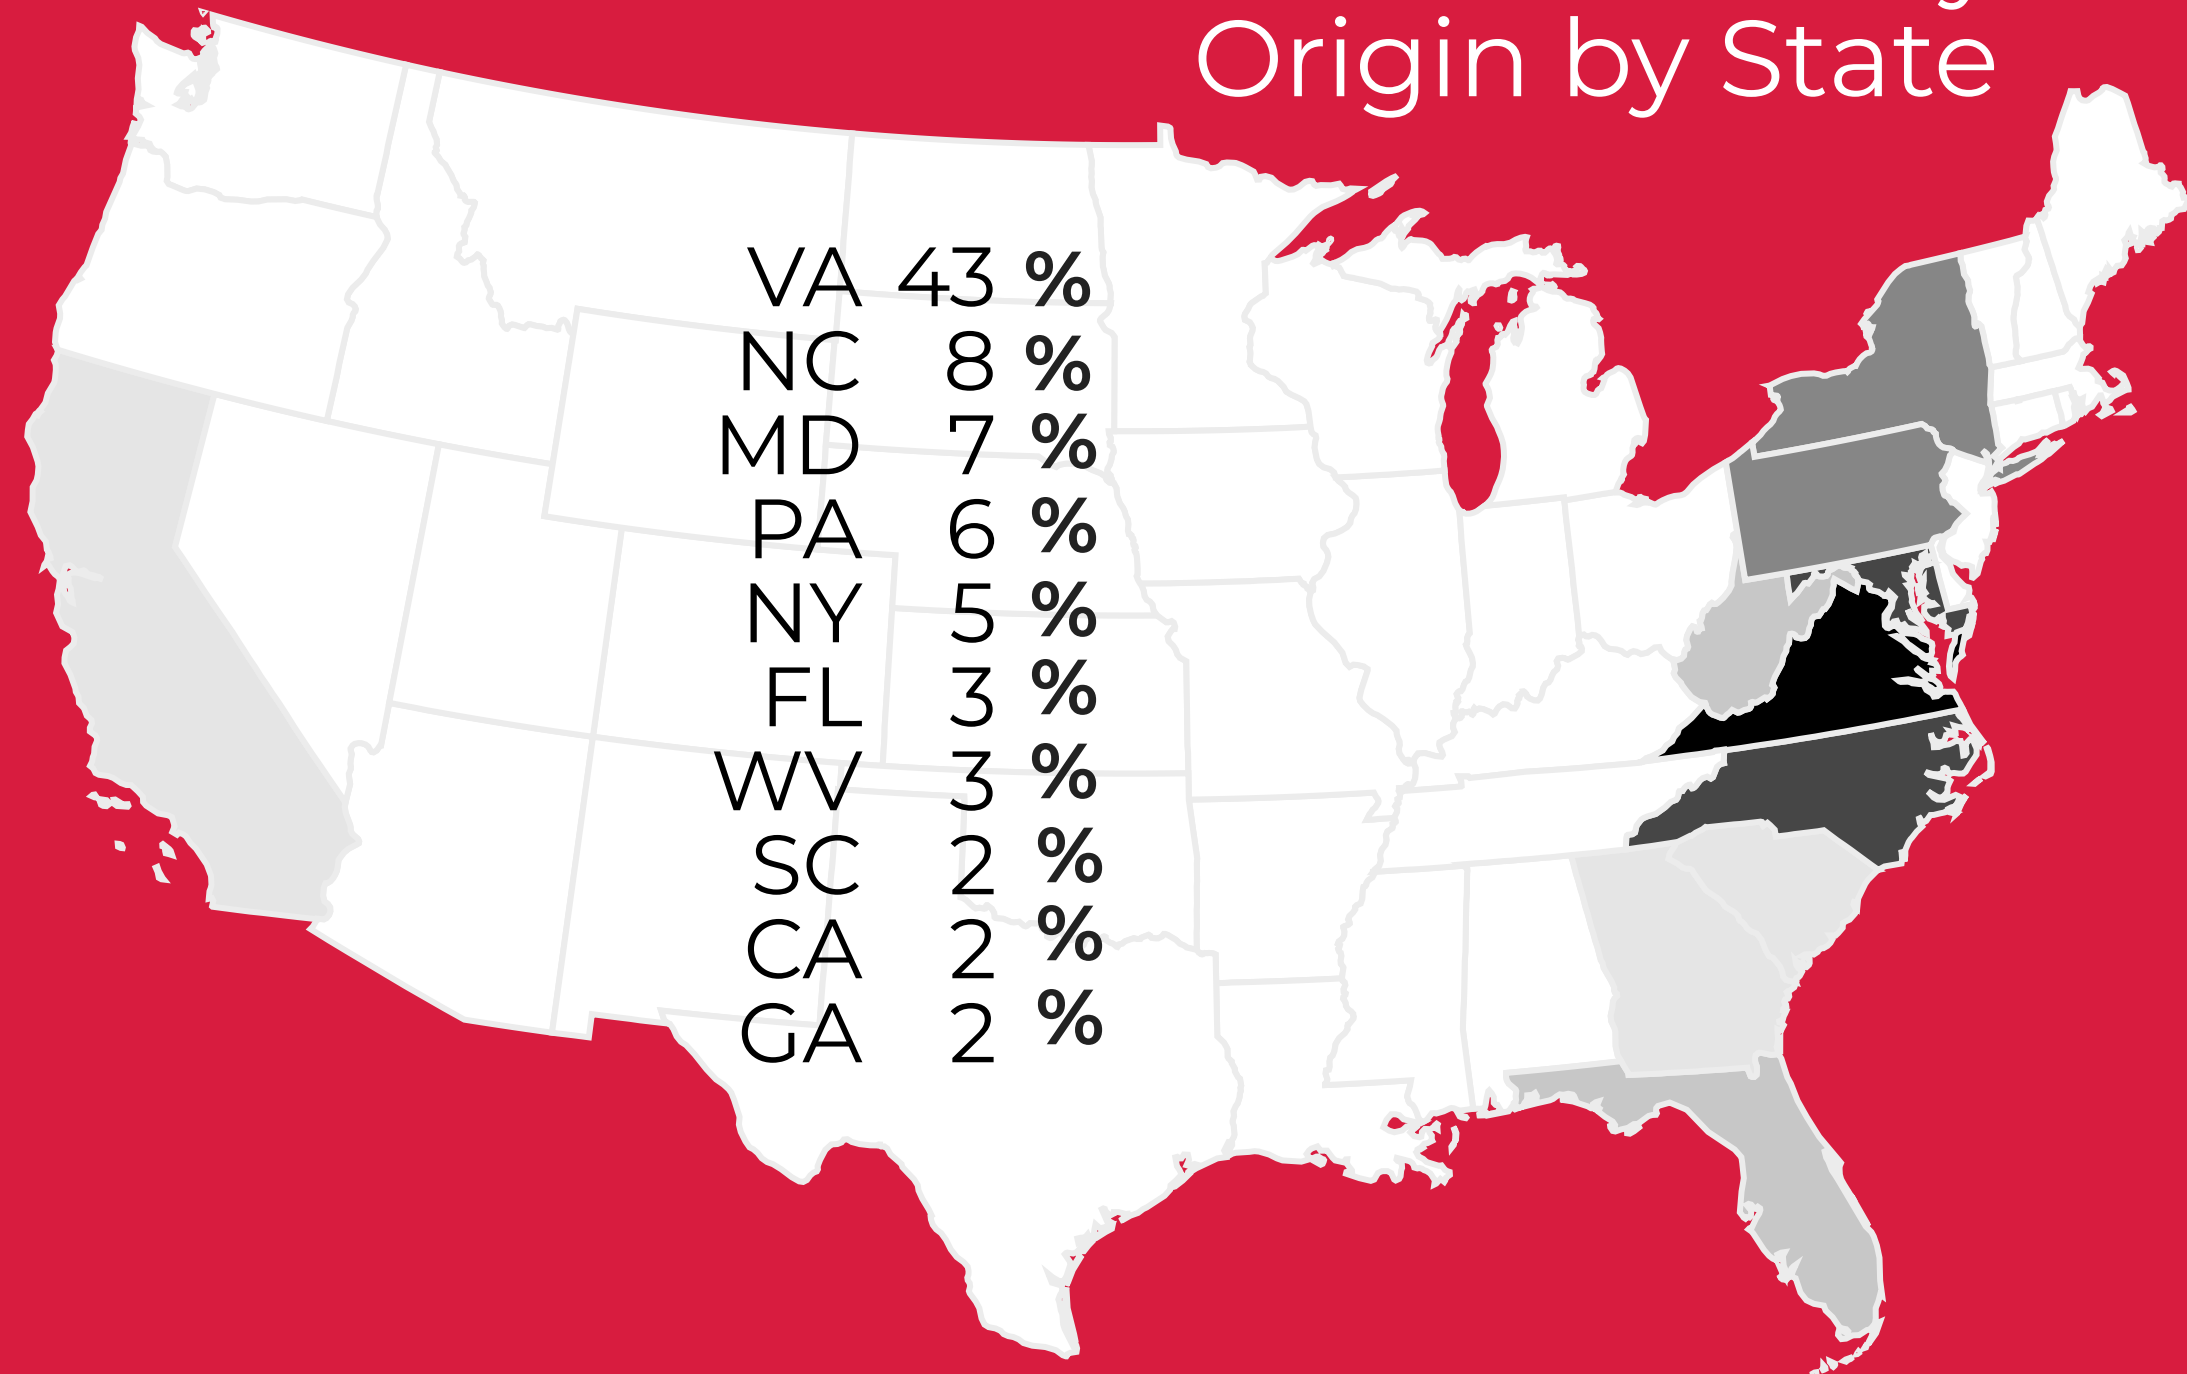 Origin by State
VA 43 %
NC 8 %
MD 7 %
PA 6 %
NY 5 %
FL 3 %
WV 3 %
SC 2 %
CA 2 %
GA 2 %